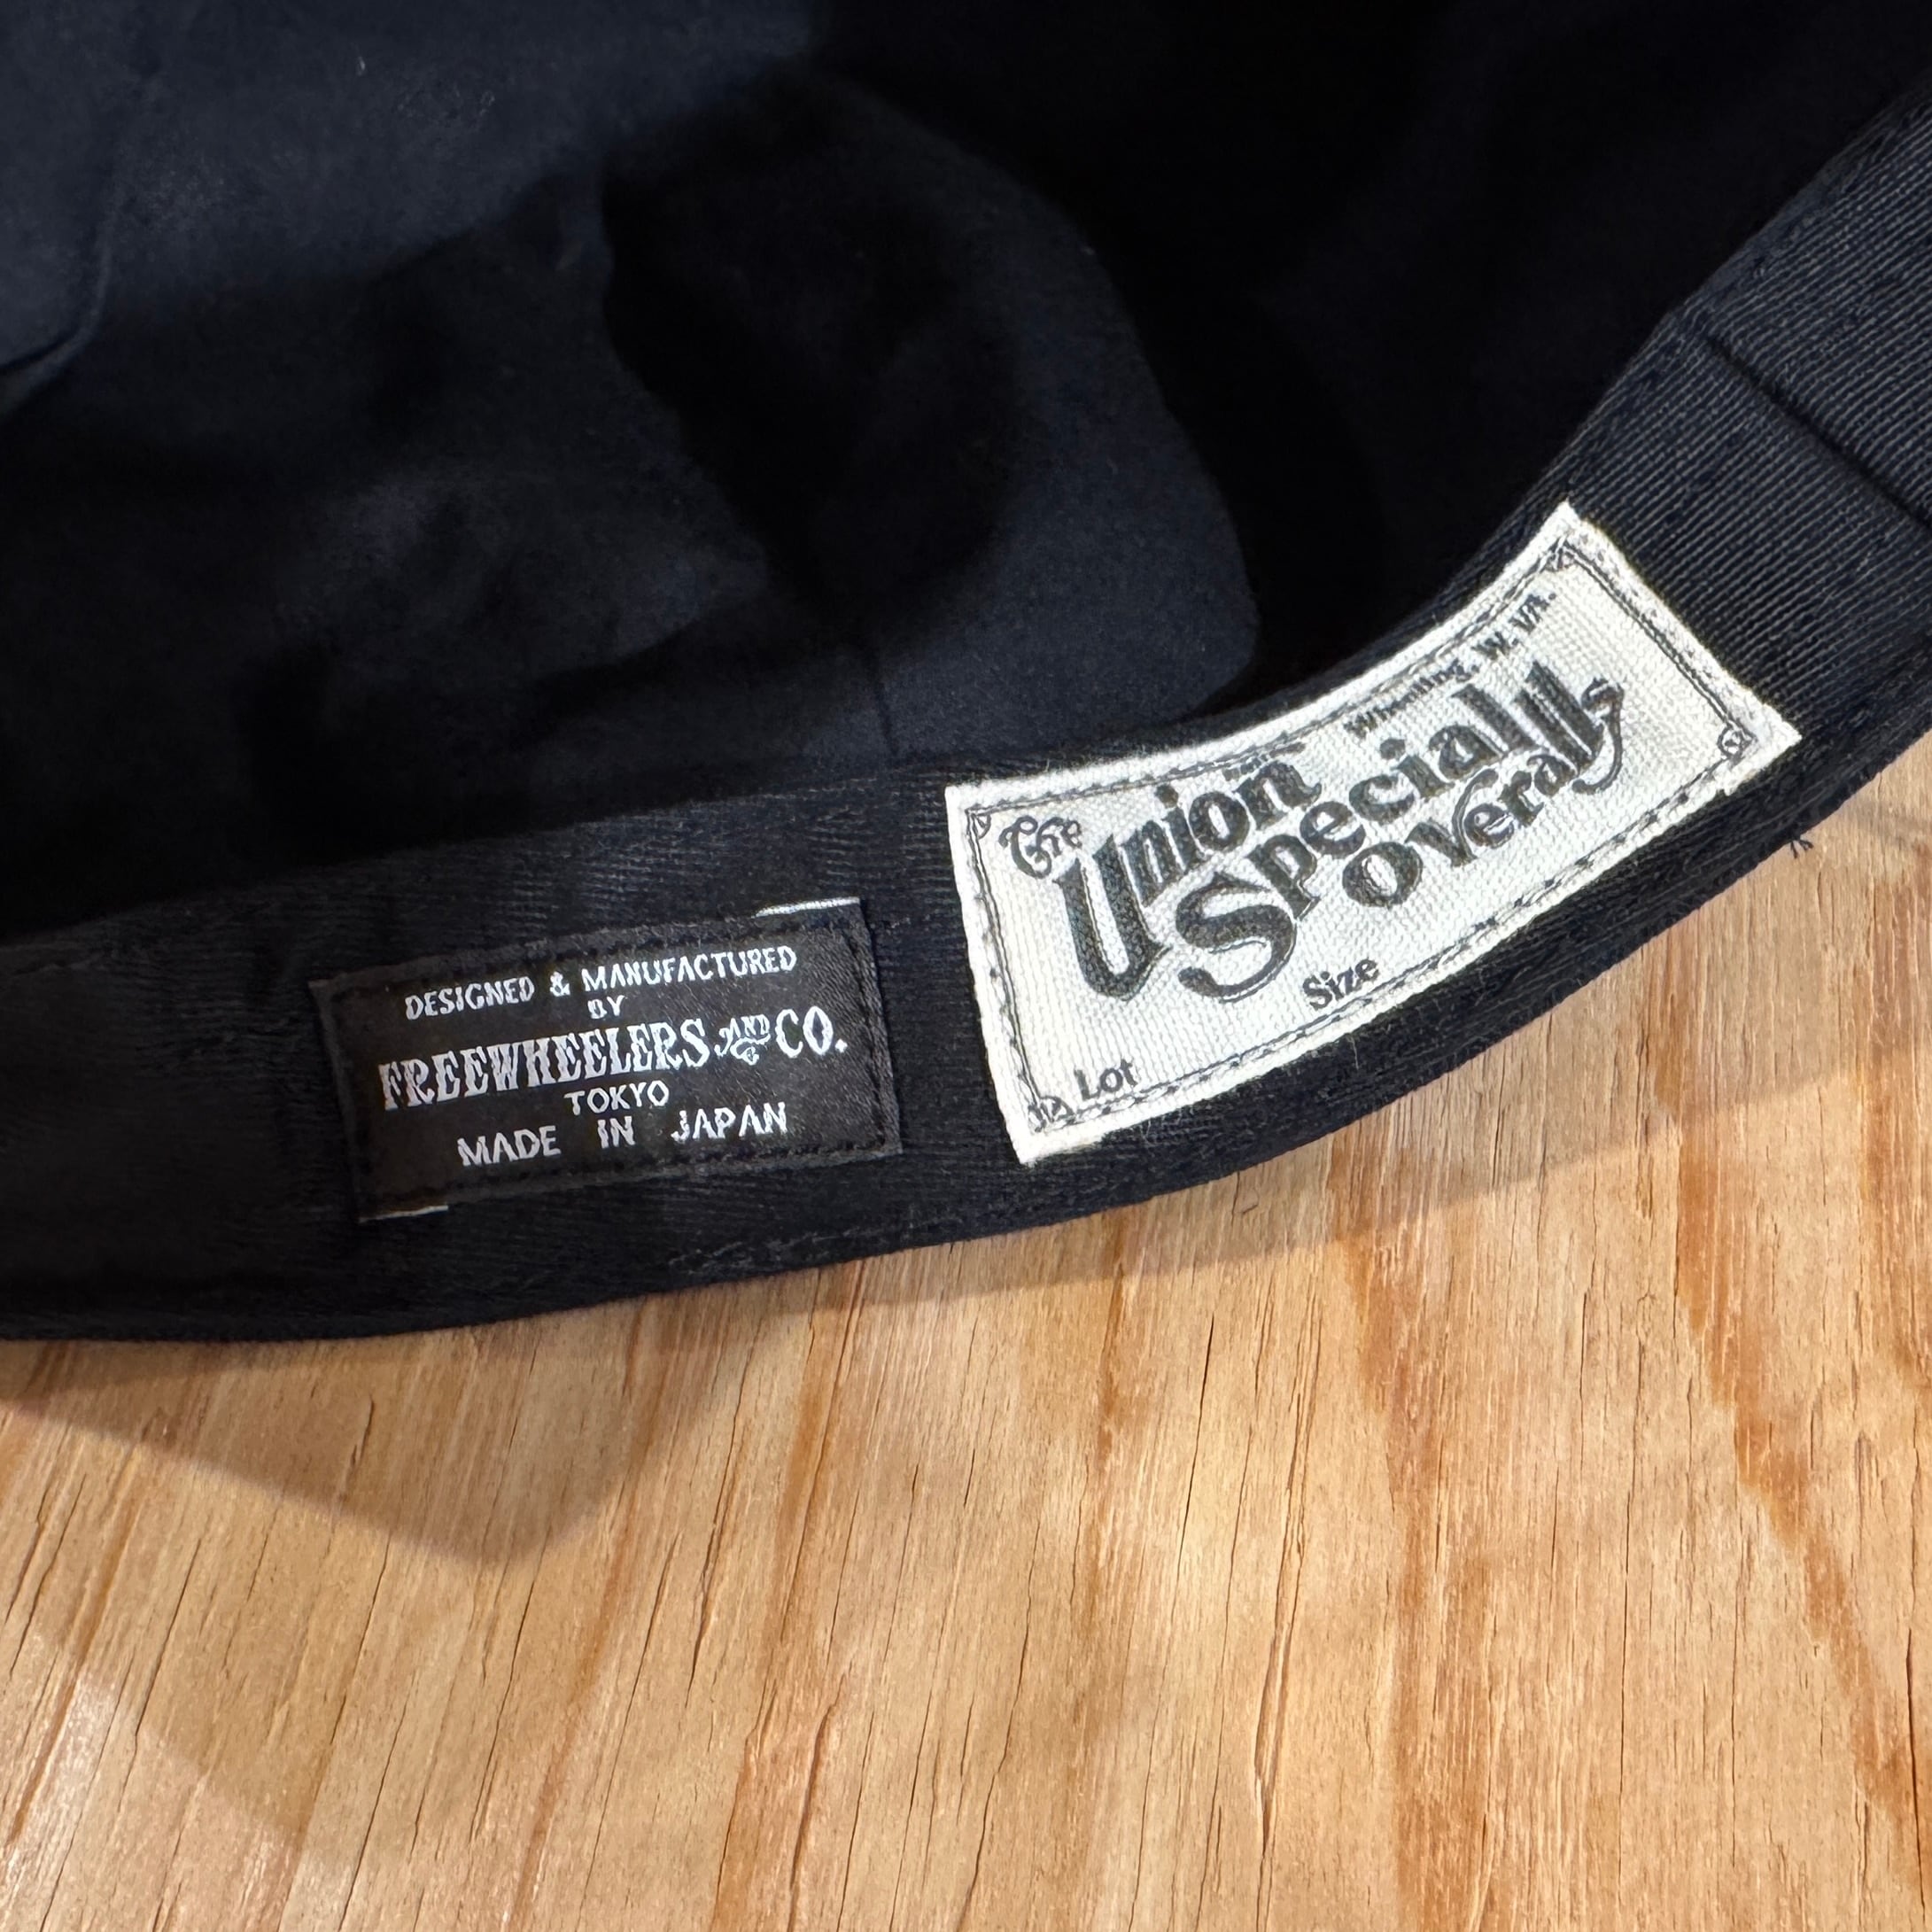 DESIGNED & MANUFACTURED
BY
FREEWHEELERS AND CO.
TOKYO
MADE IN JAPAN
Wheeling, W. VA.
The Union
Special
Overalls
Lot Size